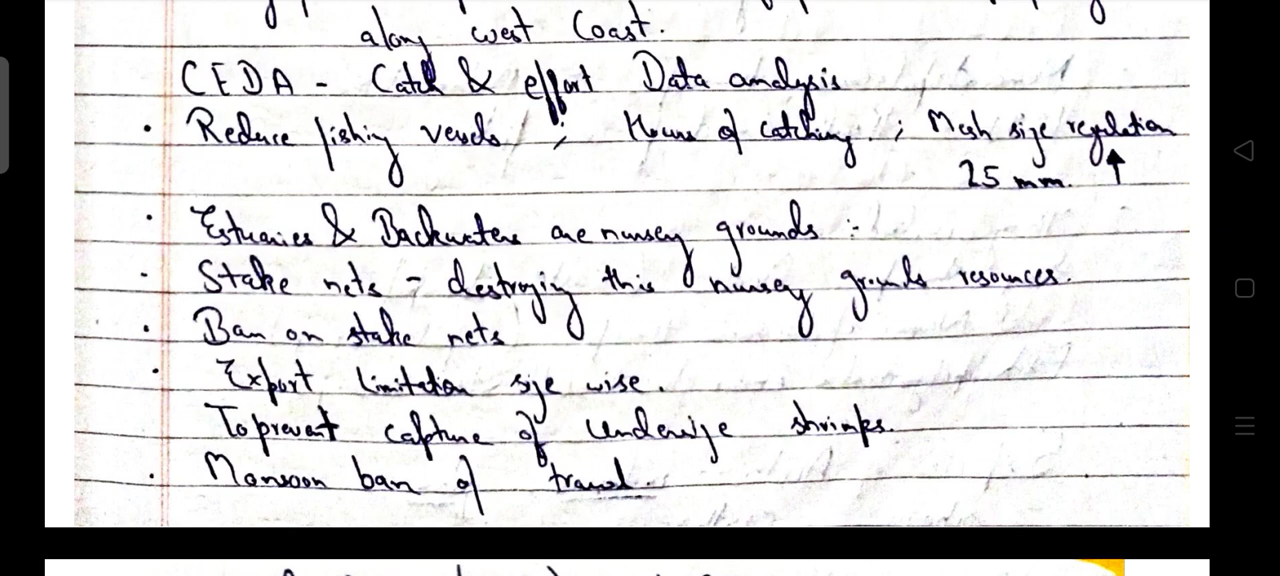 along west Coast.
CEDA - Catch & effort Data analysis
• Reduce fishing vessels ; Hours of catching. ; Mesh size regulation
25 mm. ↑
• Estuaries & Backwaters are nursery grounds :-
• Stake nets - destroying this nursery grounds resources.
• Ban on stake nets
• Export limitation size wise.
To prevent capture of undersize shrimps.
• Monsoon ban of trawl.